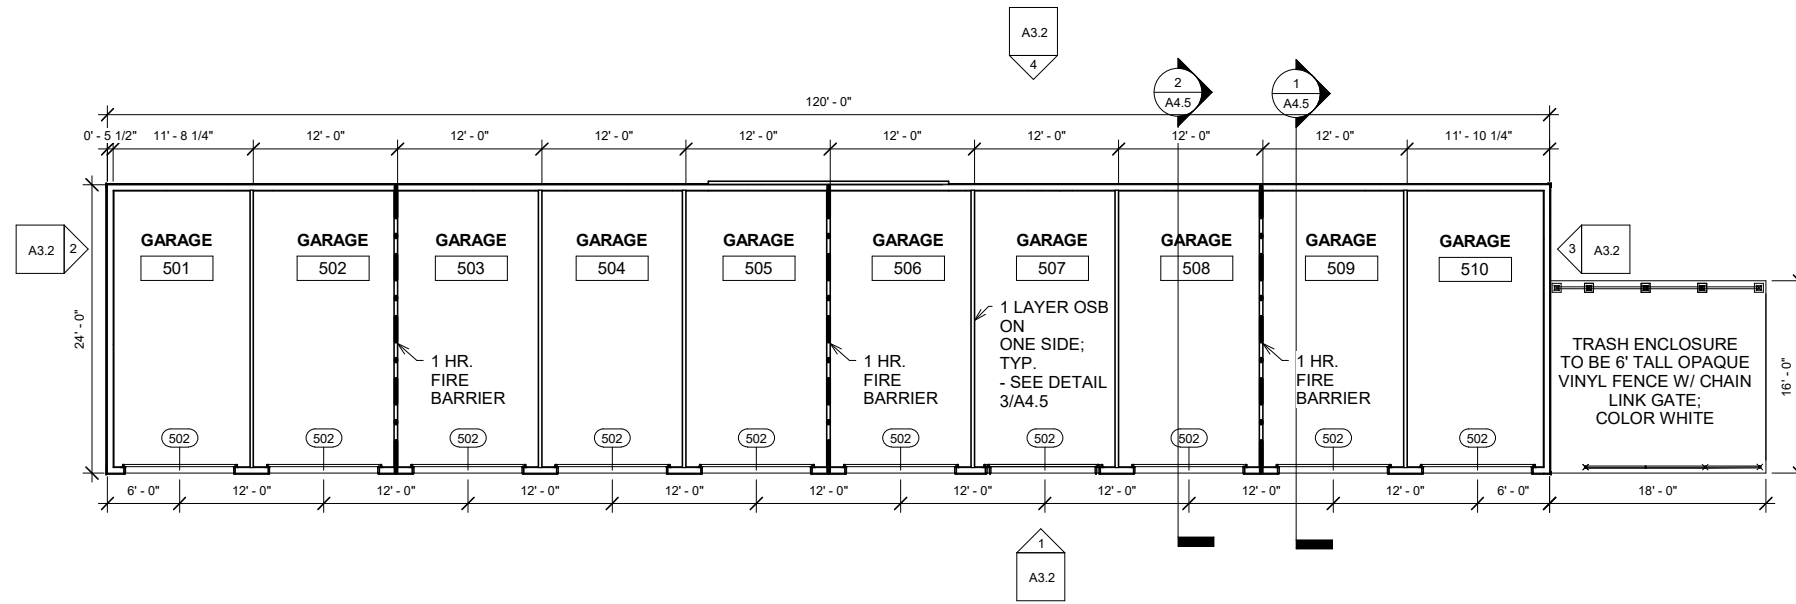 A3.2
4
2
A4.5
1
A4.5
120' - 0"
0' - 5 1/2"
11' - 8 1/4"
12' - 0"
12' - 0"
12' - 0"
12' - 0"
12' - 0"
12' - 0"
12' - 0"
12' - 0"
11' - 10 1/4"
A3.2
2
3
A3.2
24' - 0"
GARAGE
501
GARAGE
502
GARAGE
503
GARAGE
504
GARAGE
505
GARAGE
506
GARAGE
507
GARAGE
508
GARAGE
509
GARAGE
510
1 HR.
FIRE
BARRIER
1 HR.
FIRE
BARRIER
1 LAYER OSB
ON
ONE SIDE;
TYP.
- SEE DETAIL
3/A4.5
1 HR.
FIRE
BARRIER
TRASH ENCLOSURE
TO BE 6' TALL OPAQUE
VINYL FENCE W/ CHAIN
LINK GATE;
COLOR WHITE
16' - 0"
502
502
502
502
502
502
502
502
502
502
6' - 0"
12' - 0"
12' - 0"
12' - 0"
12' - 0"
12' - 0"
12' - 0"
12' - 0"
12' - 0"
12' - 0"
6' - 0"
18' - 0"
1
A3.2